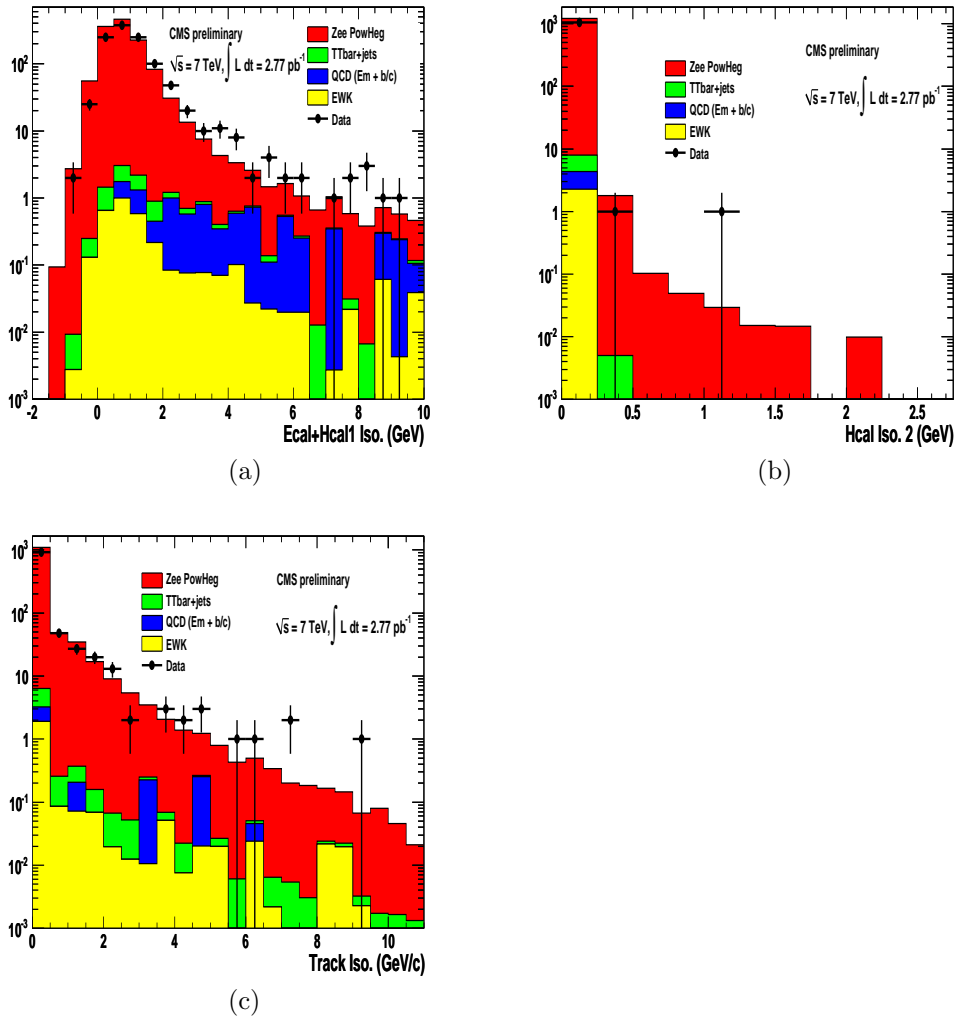 CMS preliminary
√s = 7 TeV, ∫ L dt = 2.77 pb⁻¹
Zee PowHeg
TTbar+jets
QCD (Em + b/c)
EWK
Data
10²
10
1
10⁻¹
10⁻²
10⁻³
-2 0 2 4 6 8 10
Ecal+Hcal1 Iso. (GeV)
(a)
10³
10²
10
1
10⁻¹
10⁻²
10⁻³
CMS preliminary
√s = 7 TeV, ∫ L dt = 2.77 pb⁻¹
Zee PowHeg
TTbar+jets
QCD (Em + b/c)
EWK
Data
0 0.5 1 1.5 2 2.5
Hcal Iso. 2 (GeV)
(b)
10³
10²
10
1
10⁻¹
10⁻²
10⁻³
Zee PowHeg
TTbar+jets
QCD (Em + b/c)
EWK
Data
CMS preliminary
√s = 7 TeV, ∫ L dt = 2.77 pb⁻¹
0 2 4 6 8 10
Track Iso. (GeV/c)
(c)